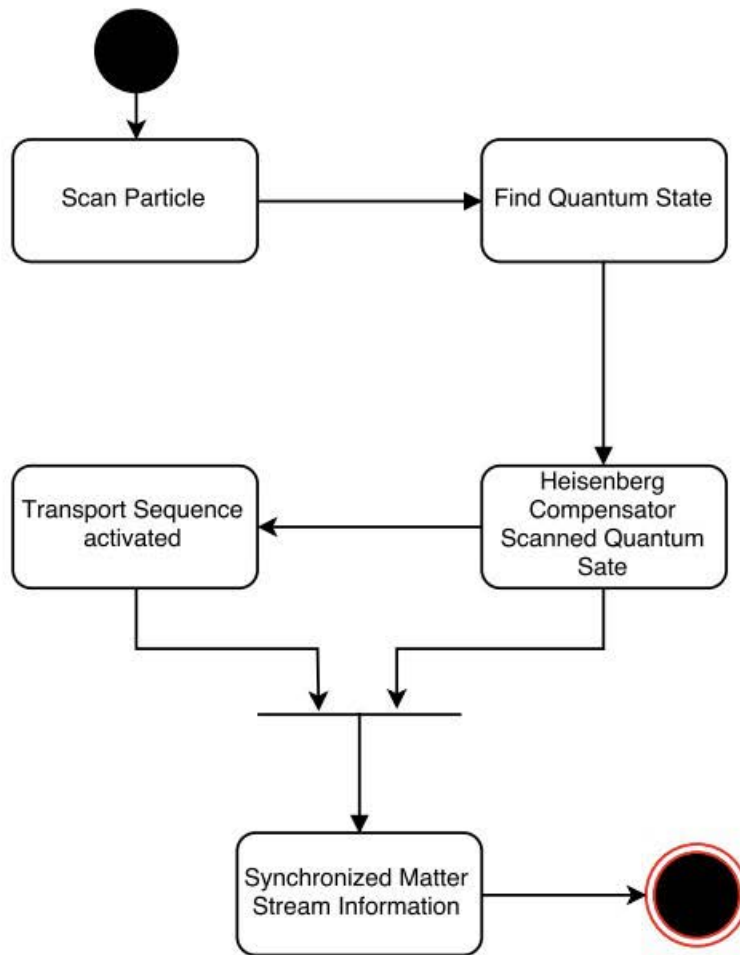 Scan Particle
Find Quantum State
Transport Sequence
activated
Heisenberg
Compensator
Scanned Quantum
Sate
Synchronized Matter
Stream Information